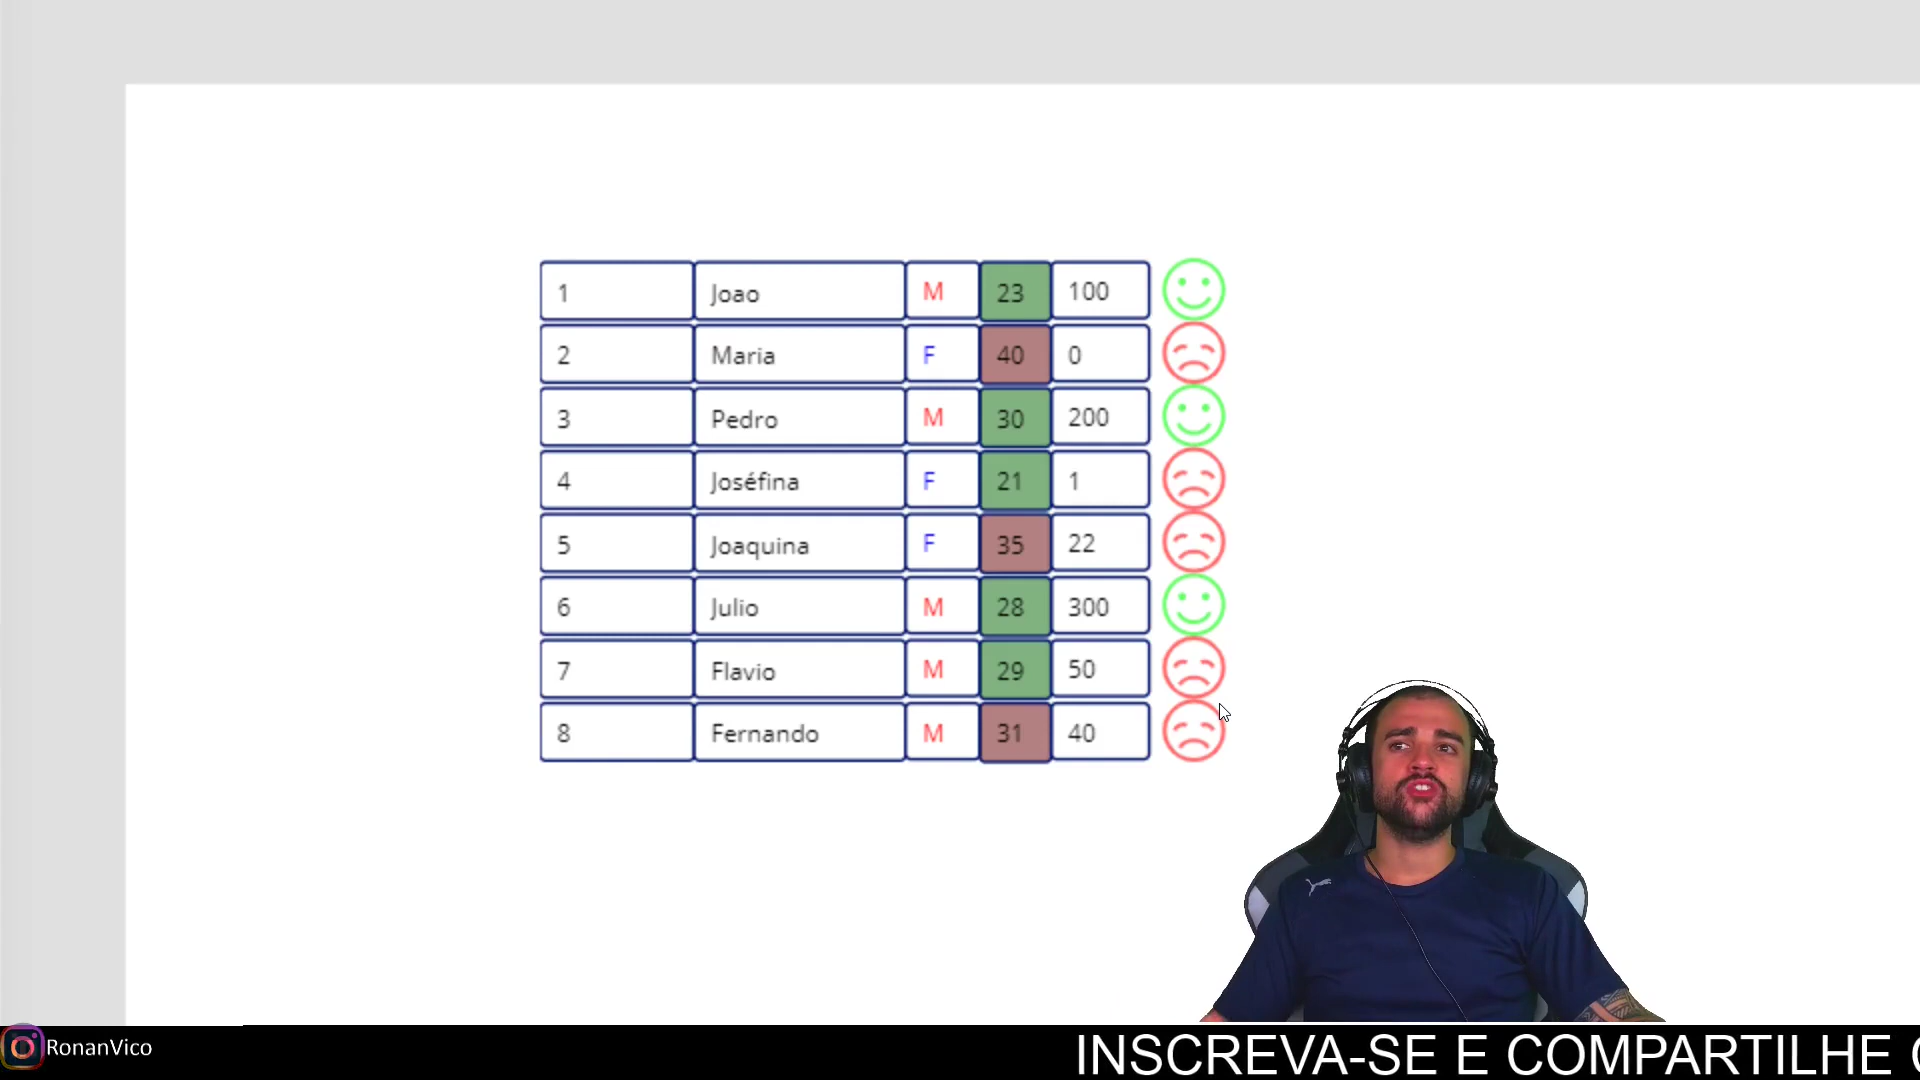 1 Joao M 23 100
2 Maria F 40 0
3 Pedro M 30 200
4 Joséfina F 21 1
5 Joaquina F 35 22
6 Julio M 28 300
7 Flavio M 29 50
8 Fernando M 31 40
RonanVico
INSCREVA-SE E COMPARTILHE